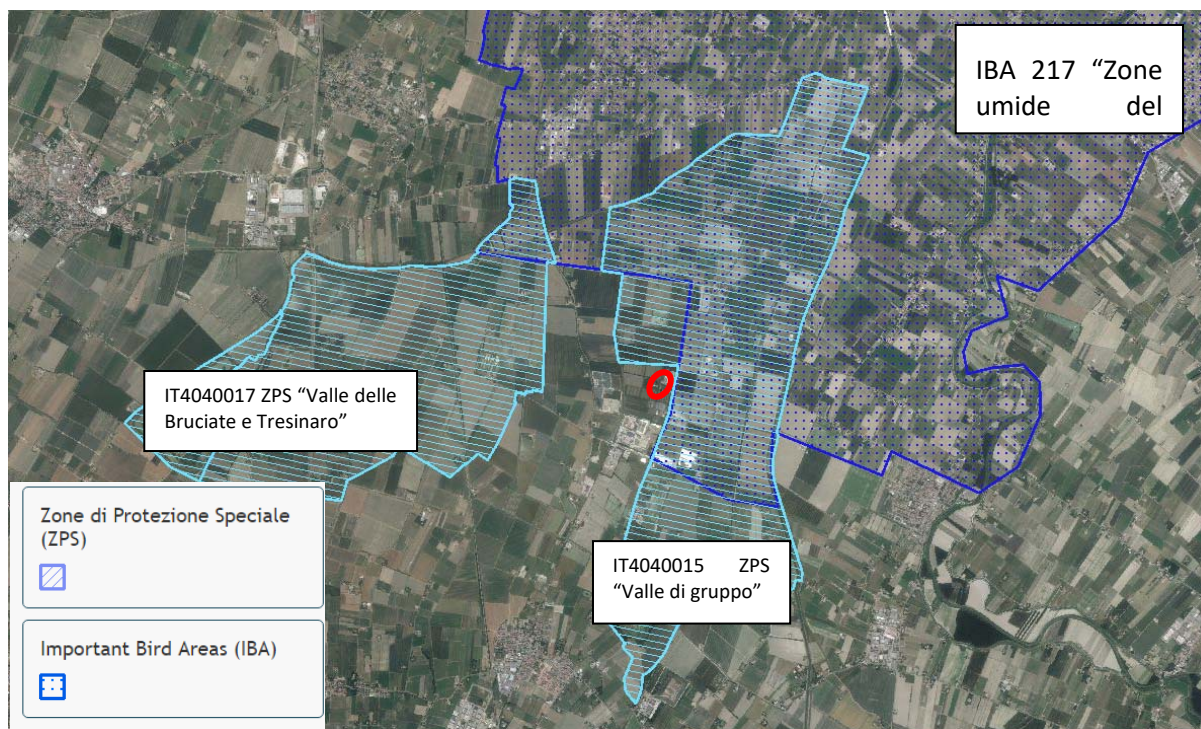 IBA 217 “Zone
umide del
IT4040017 ZPS “Valle delle
Bruciate e Tresinaro”
Zone di Protezione Speciale
(ZPS)
IT4040015 ZPS
“Valle di gruppo”
Important Bird Areas (IBA)